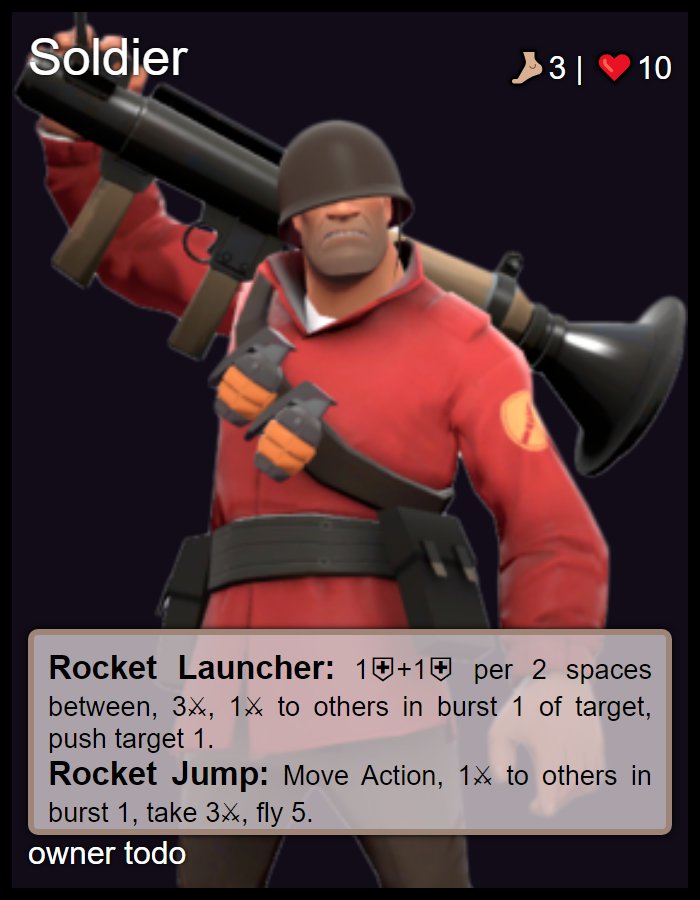 Soldier
🦶3 | ❤️10
Rocket Launcher: 1⛨+1⛨ per 2 spaces
between, 3⚔, 1⚔ to others in burst 1 of target,
push target 1.
Rocket Jump: Move Action, 1⚔ to others in
burst 1, take 3⚔, fly 5.
owner todo